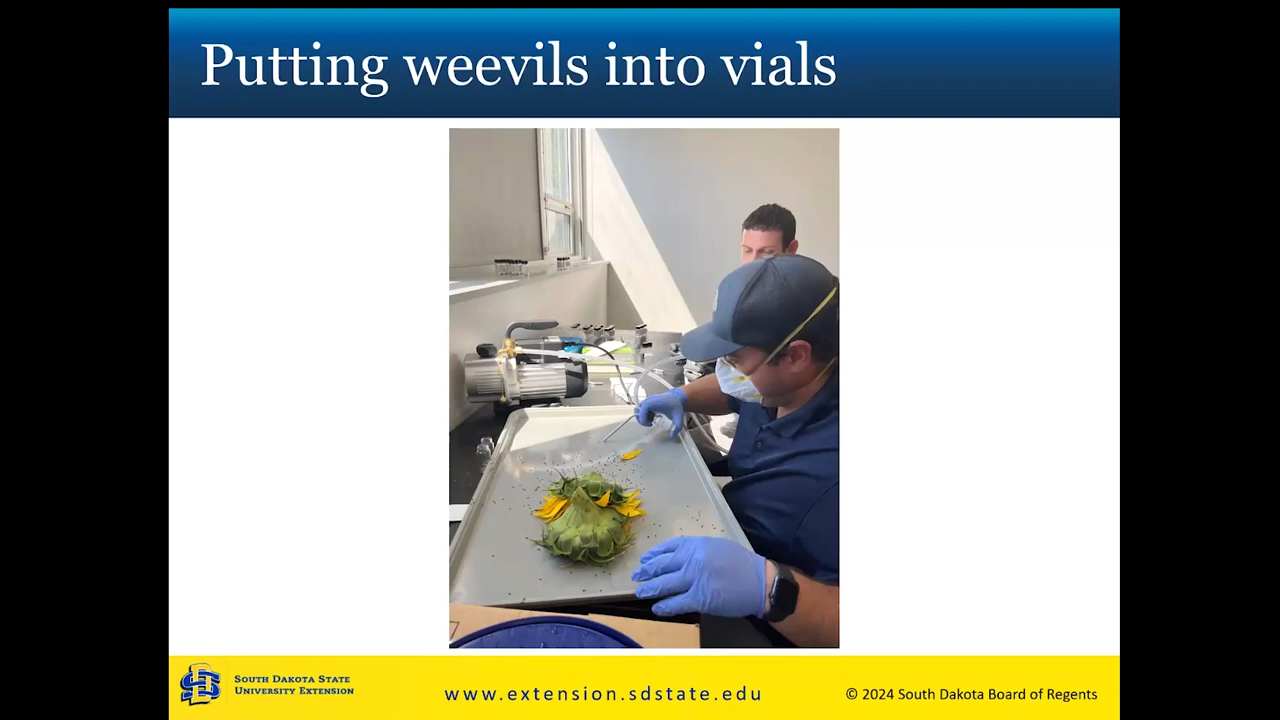 Putting weevils into vials
South Dakota State
University Extension
www.extension.sdstate.edu
© 2024 South Dakota Board of Regents